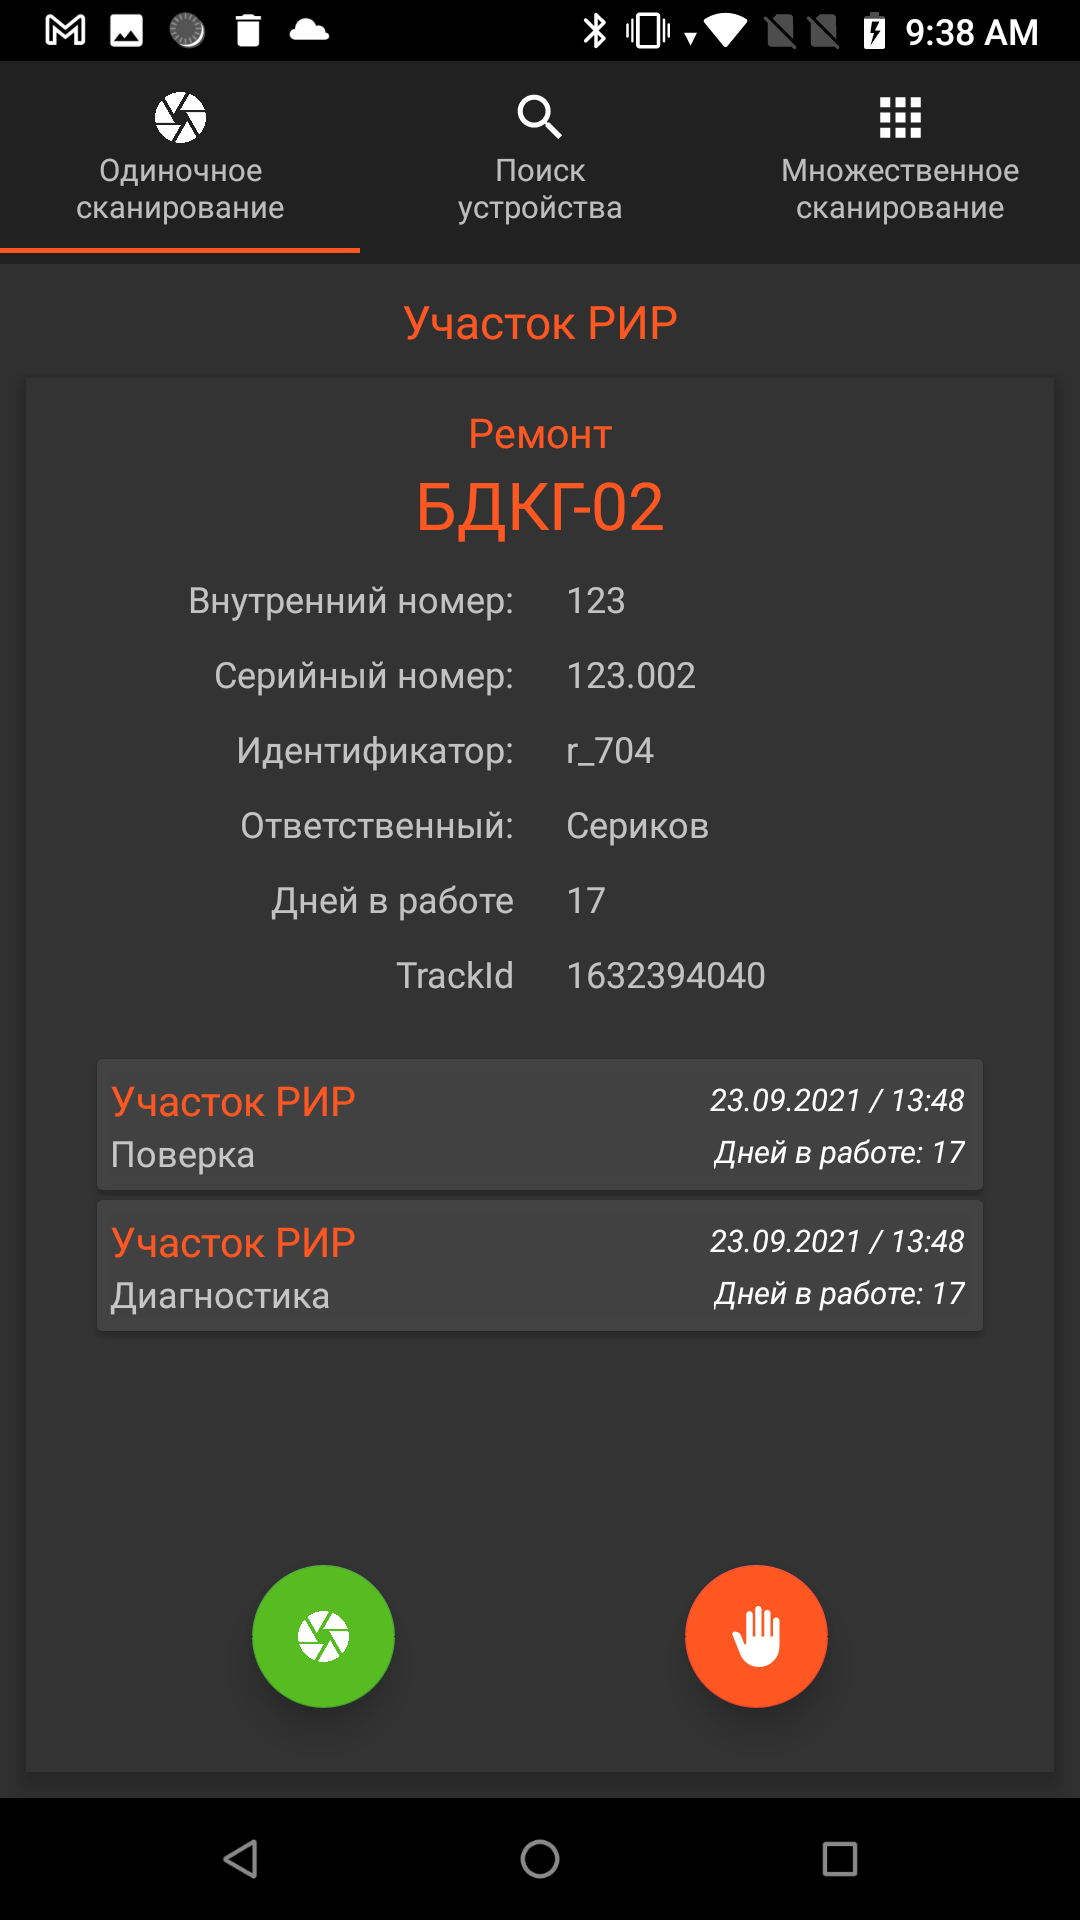 9:38 AM
Одиночное
сканирование
Поиск
устройства
Множественное
сканирование
Участок РИР
Ремонт
БДКГ-02
Внутренний номер: 123
Серийный номер: 123.002
Идентификатор: r_704
Ответственный: Сериков
Дней в работе 17
TrackId 1632394040
Участок РИР 23.09.2021 / 13:48
Поверка Дней в работе: 17
Участок РИР 23.09.2021 / 13:48
Диагностика Дней в работе: 17